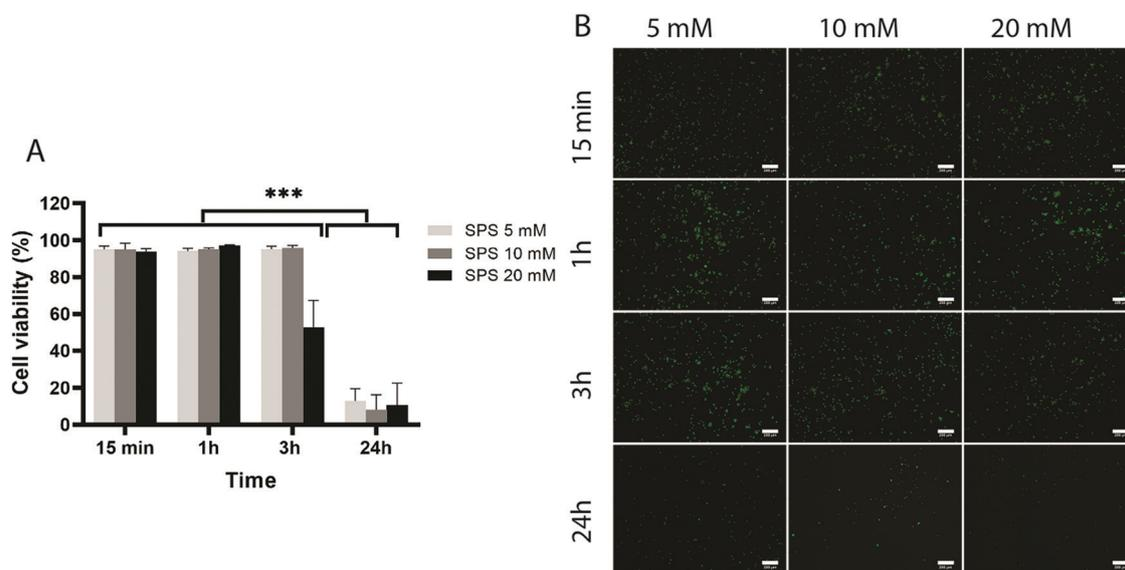 A
***
120
100
80
60
40
20
0
Cell viability (%)
15 min
1h
3h
24h
Time
SPS 5 mM
SPS 10 mM
SPS 20 mM
B
5 mM
10 mM
20 mM
15 min
1h
3h
24h